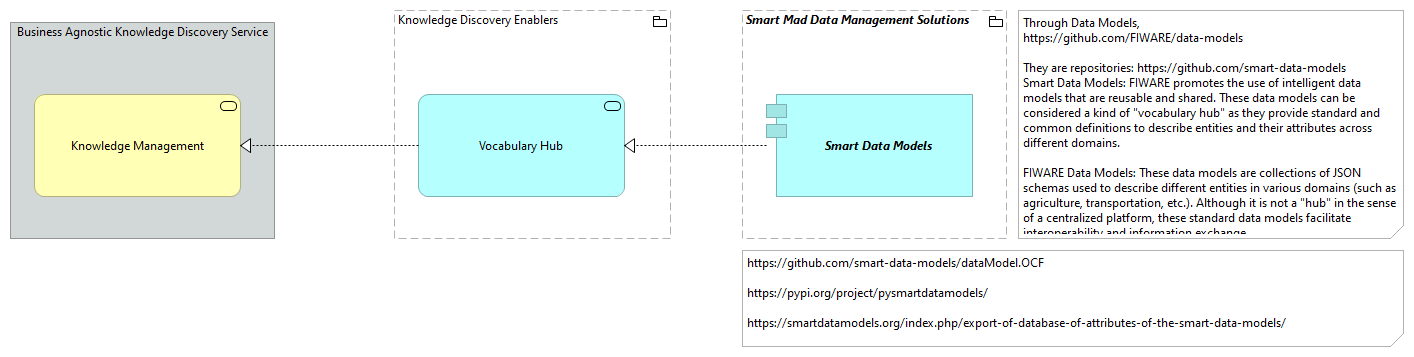 Business Agnostic Knowledge Discovery Service
Knowledge Management
Knowledge Discovery Enablers
Vocabulary Hub
Smart Mad Data Management Solutions
Smart Data Models
Through Data Models,
https://github.com/FIWARE/data-models
They are repositories: https://github.com/smart-data-models
Smart Data Models: FIWARE promotes the use of intelligent data
models that are reusable and shared. These data models can be
considered a kind of "vocabulary hub" as they provide standard and
common definitions to describe entities and their attributes across
different domains.
FIWARE Data Models: These data models are collections of JSON
schemas used to describe different entities in various domains (such as
agriculture, transportation, etc.). Although it is not a "hub" in the sense
of a centralized platform, these standard data models facilitate
interoperability and information exchange.
https://github.com/smart-data-models/dataModel.OCF
https://pypi.org/project/pysmartdatamodels/
https://smartdatamodels.org/index.php/export-of-database-of-attributes-of-the-smart-data-models/